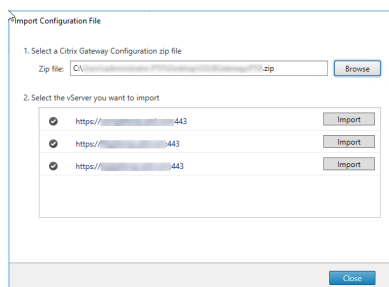 Import Configuration File
1. Select a Citrix Gateway Configuration zip file
Zip file: C:\ .zip Browse
2. Select the vServer you want to import
https:// 443 Import
https:// :443 Import
https:// 443 Import
Close